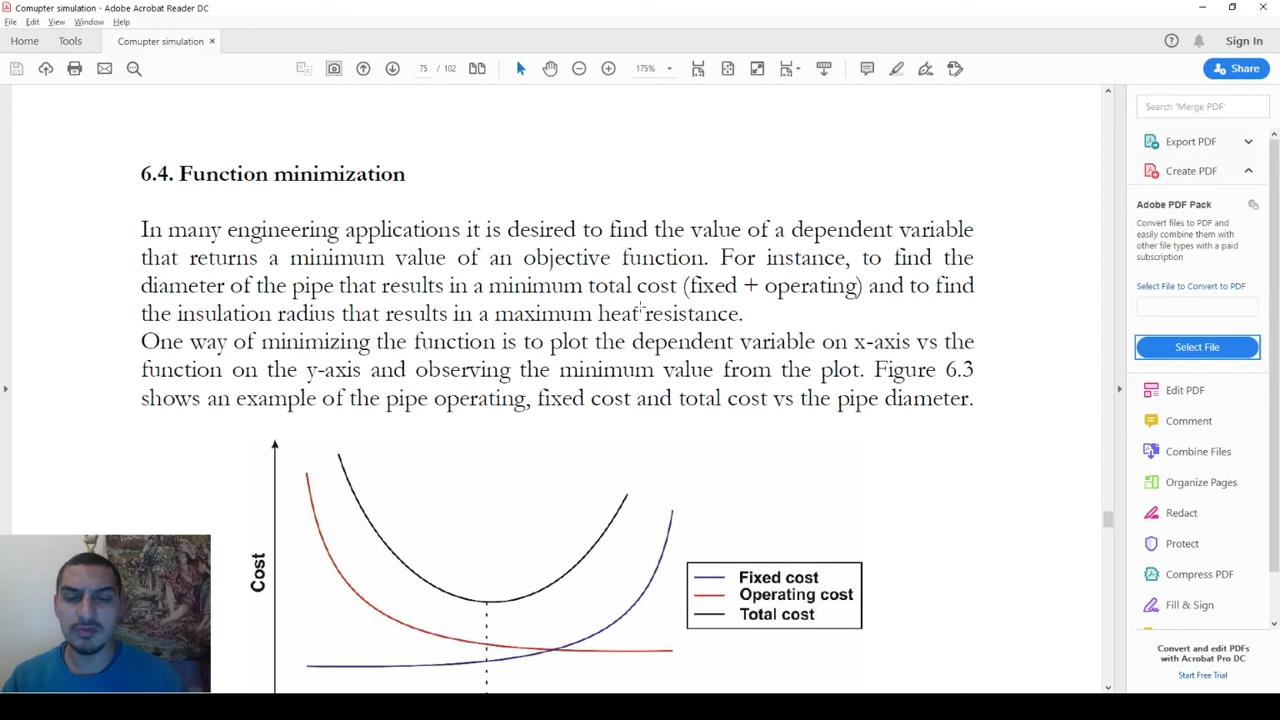 Comupter simulation - Adobe Acrobat Reader DC
File Edit View Window Help
Home Tools Comupter simulation × Sign In
75 / 102 175% Share
6.4. Function minimization
In many engineering applications it is desired to find the value of a dependent variable
that returns a minimum value of an objective function. For instance, to find the
diameter of the pipe that results in a minimum total cost (fixed + operating) and to find
the insulation radius that results in a maximum heat resistance.
One way of minimizing the function is to plot the dependent variable on x-axis vs the
function on the y-axis and observing the minimum value from the plot. Figure 6.3
shows an example of the pipe operating, fixed cost and total cost vs the pipe diameter.
Cost
Fixed cost
Operating cost
Total cost
Search 'Merge PDF'
Export PDF
Create PDF
Adobe PDF Pack
Convert files to PDF and
easily combine them with
other file types with a paid
subscription
Select File to Convert to PDF
Select File
Edit PDF
Comment
Combine Files
Organize Pages
Redact
Protect
Compress PDF
Fill & Sign
Convert and edit PDFs
with Acrobat Pro DC
Start Free Trial